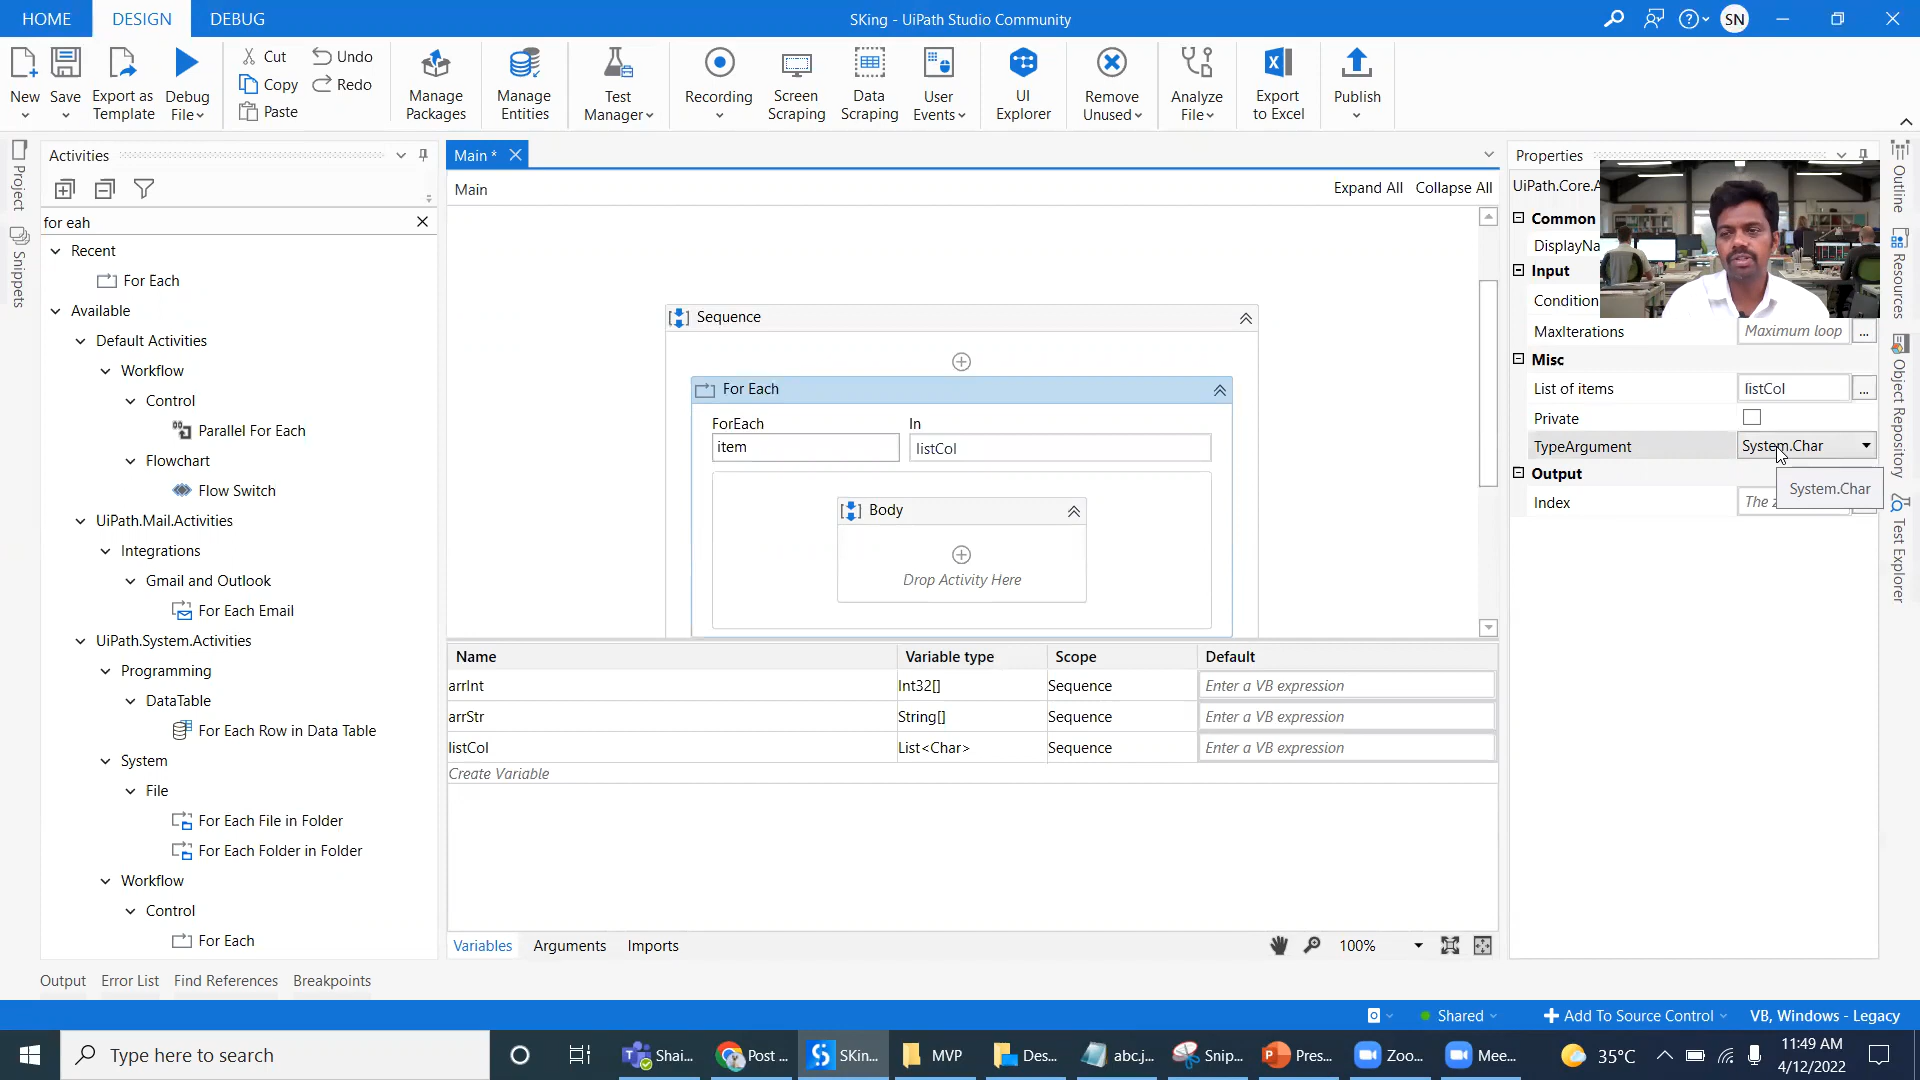 HOME DESIGN DEBUG
SKing - UiPath Studio Community
SN
New Save Export as Template Debug File
Cut Copy Paste Undo Redo
Manage Packages
Manage Entities
Test Manager
Recording
Screen Scraping
Data Scraping
User Events
UI Explorer
Remove Unused
Analyze File
Export to Excel
Publish
Project
Snippets
Activities
for eah
Recent
For Each
Available
Default Activities
Workflow
Control
Parallel For Each
Flowchart
Flow Switch
UiPath.Mail.Activities
Integrations
Gmail and Outlook
For Each Email
UiPath.System.Activities
Programming
DataTable
For Each Row in Data Table
System
File
For Each File in Folder
For Each Folder in Folder
Workflow
Control
For Each
Main *
Main
Expand All Collapse All
Sequence
For Each
ForEach In
item listCol
Body
Drop Activity Here
Name Variable type Scope Default
arrInt Int32[] Sequence Enter a VB expression
arrStr String[] Sequence Enter a VB expression
listCol List<Char> Sequence Enter a VB expression
Create Variable
Variables Arguments Imports
100%
Properties
UiPath.Core.A
Common
DisplayNa
Input
Condition
MaxIterations Maximum loop ...
Misc
List of items listCol ...
Private
TypeArgument System.Char
System.Char
Output
Index The z
Outline
Resources
Object Repository
Test Explorer
Output Error List Find References Breakpoints
Shared
Add To Source Control
VB, Windows - Legacy
Type here to search
Shai... Post ... SKin... MVP Des... abc.j... Snip... Pres... Zoo... Mee...
35°C
11:49 AM
4/12/2022